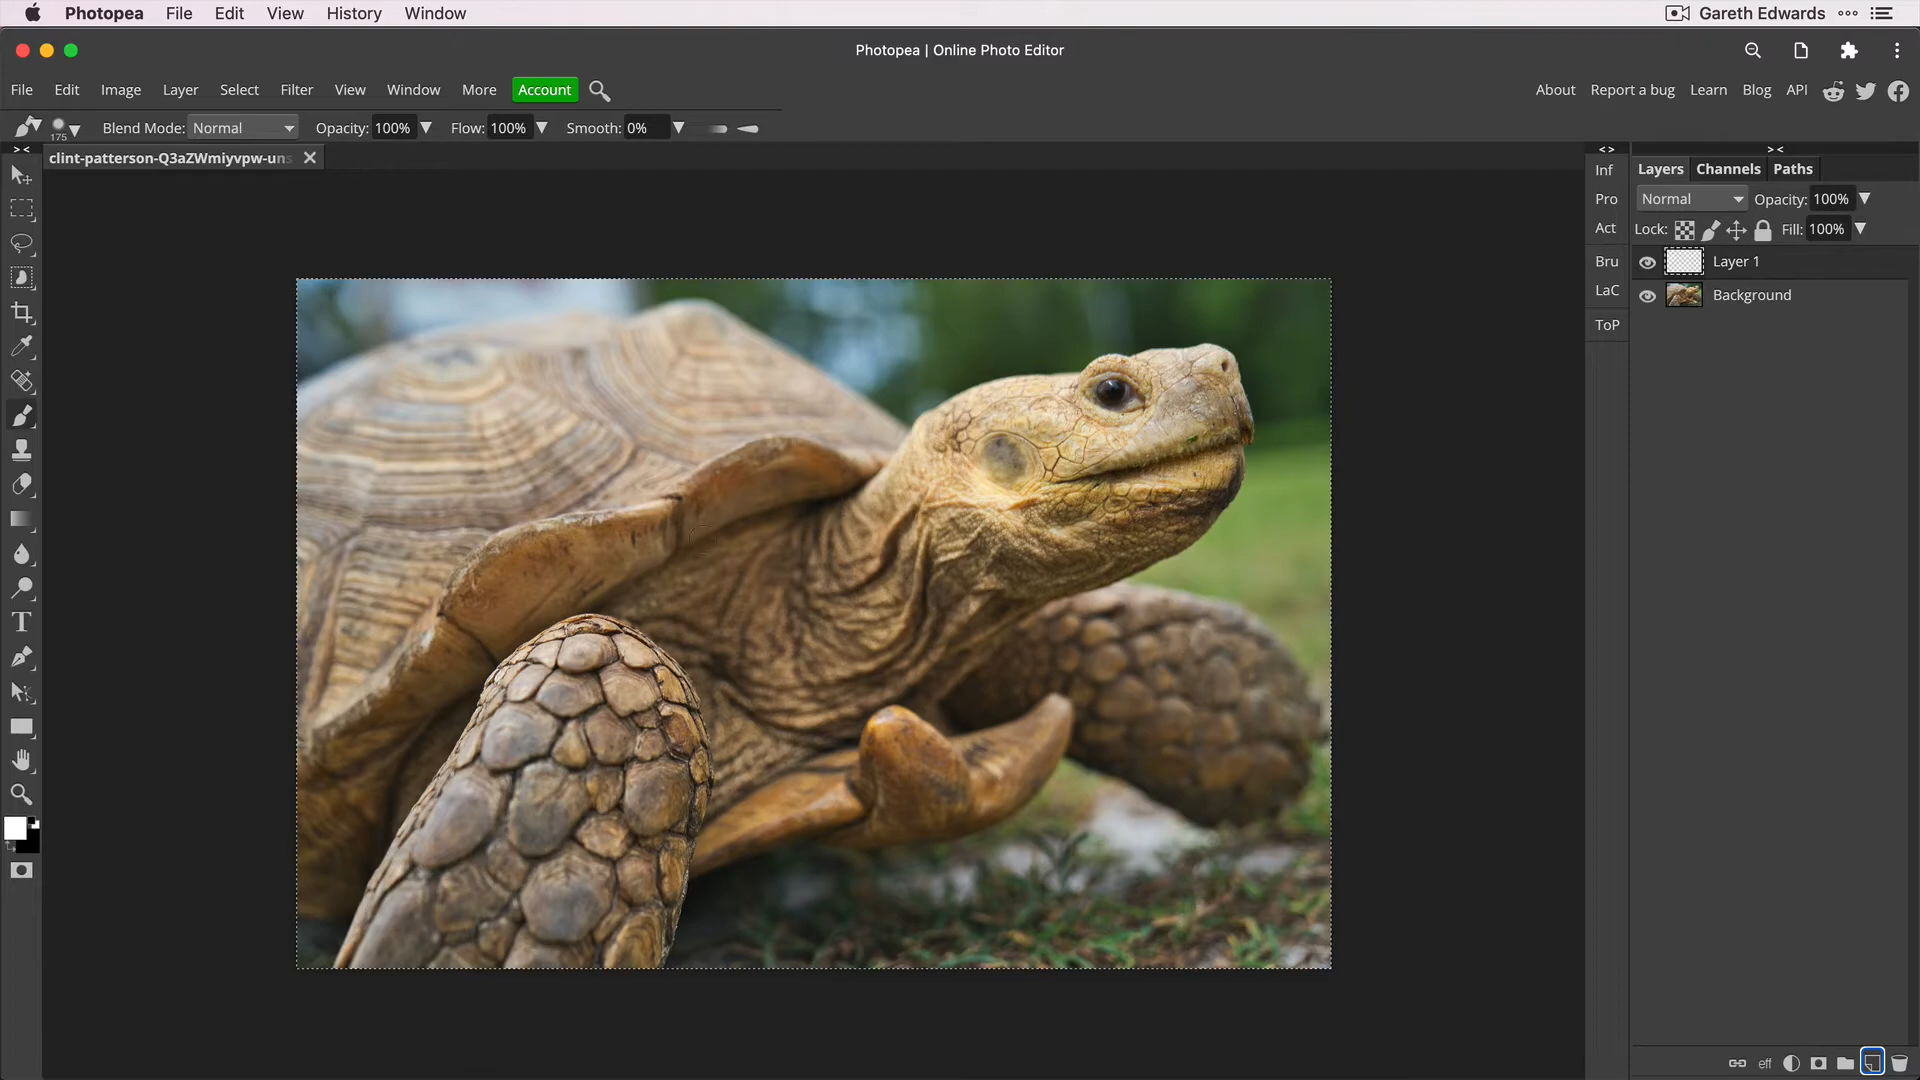 Photopea File Edit View History Window Gareth Edwards
Photopea | Online Photo Editor
File Edit Image Layer Select Filter View Window More Account About Report a bug Learn Blog API
175 Blend Mode: Normal Opacity: 100% Flow: 100% Smooth: 0%
> < clint-patterson-Q3aZWmiyvpw-uns < > > <
Inf Layers Channels Paths
Pro Normal Opacity: 100%
Act Lock: Fill: 100%
Bru Layer 1
LaC Background
ToP
T
eff